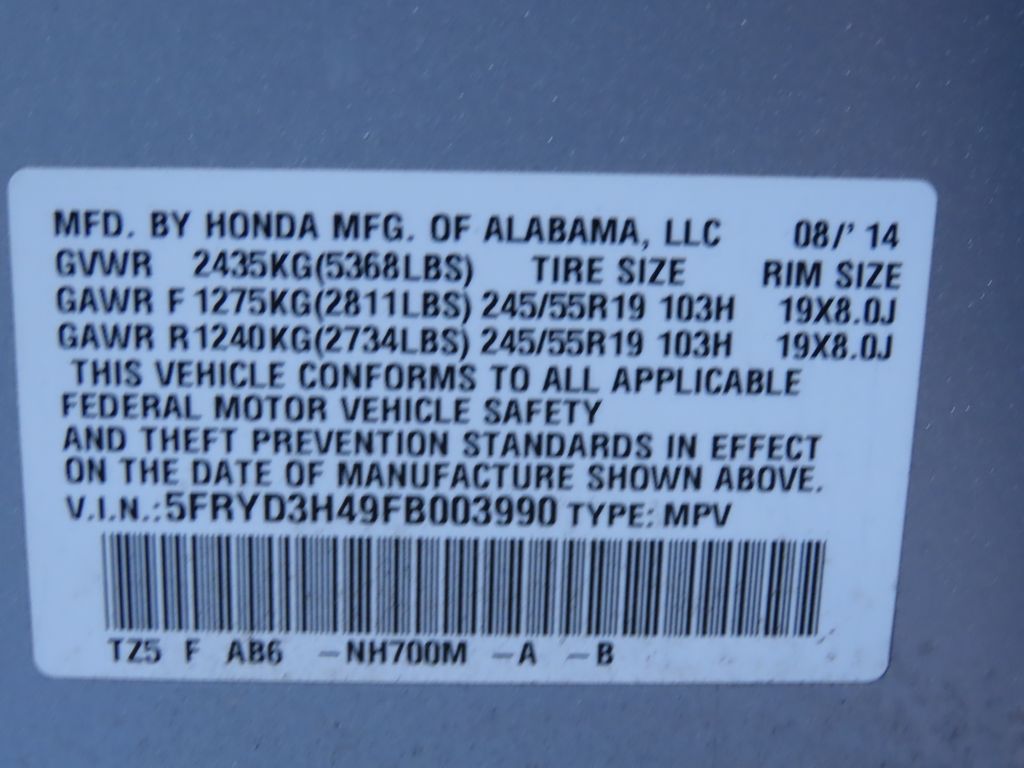 MFD. BY HONDA MFG. OF ALABAMA, LLC 08/' 14
GVWR 2435KG(5368LBS) TIRE SIZE RIM SIZE
GAWR F 1275KG(2811LBS) 245/55R19 103H 19X8.0J
GAWR R 1240KG(2734LBS) 245/55R19 103H 19X8.0J
THIS VEHICLE CONFORMS TO ALL APPLICABLE
FEDERAL MOTOR VEHICLE SAFETY
AND THEFT PREVENTION STANDARDS IN EFFECT
ON THE DATE OF MANUFACTURE SHOWN ABOVE.
V.I.N.:5FRYD3H49FB003990 TYPE: MPV
TZ5 F AB6 -NH700M -A -B